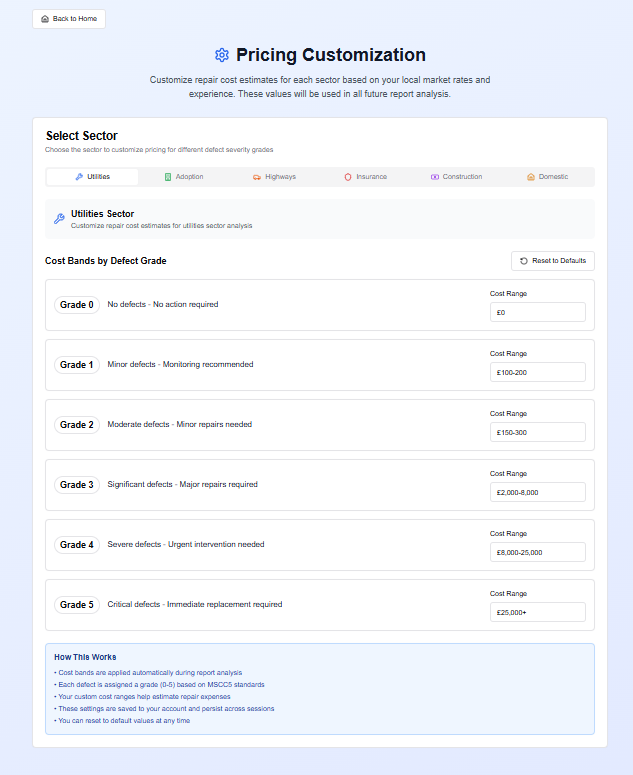 Back to Home
Pricing Customization
Customize repair cost estimates for each sector based on your local market rates and
experience. These values will be used in all future report analysis.
Select Sector
Choose the sector to customize pricing for different defect severity grades
Utilities
Adoption
Highways
Insurance
Construction
Domestic
Utilities Sector
Customize repair cost estimates for utilities sector analysis
Cost Bands by Defect Grade
Reset to Defaults
Grade 0
No defects - No action required
Cost Range
£0
Grade 1
Minor defects - Monitoring recommended
Cost Range
£100-200
Grade 2
Moderate defects - Minor repairs needed
Cost Range
£150-300
Grade 3
Significant defects - Major repairs required
Cost Range
£2,000-8,000
Grade 4
Severe defects - Urgent intervention needed
Cost Range
£8,000-25,000
Grade 5
Critical defects - Immediate replacement required
Cost Range
£25,000+
How This Works
• Cost bands are applied automatically during report analysis
• Each defect is assigned a grade (0-5) based on MSCC5 standards
• Your custom cost ranges help estimate repair expenses
• These settings are saved to your account and persist across sessions
• You can reset to default values at any time